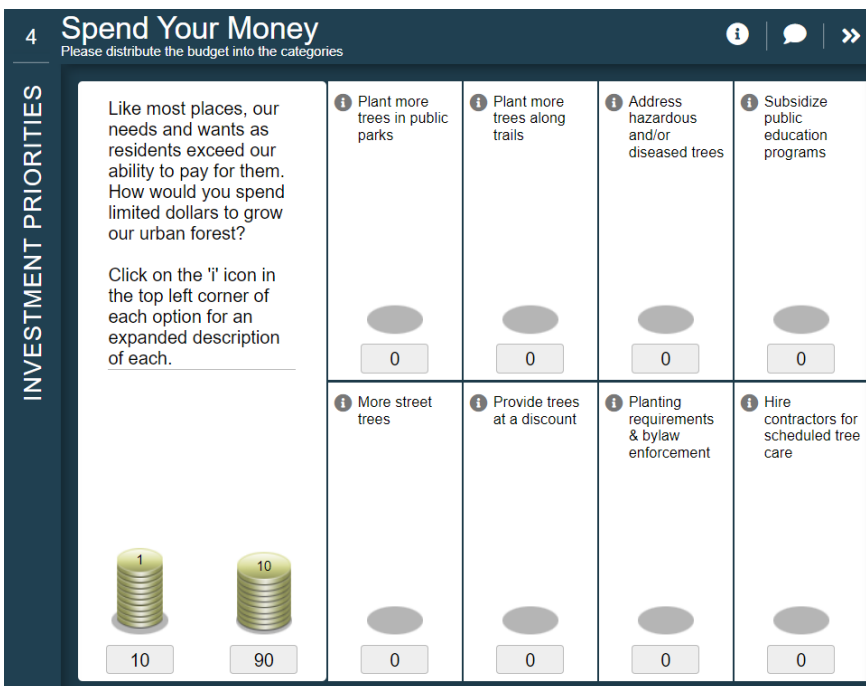 4
Spend Your Money
Please distribute the budget into the categories
INVESTMENT PRIORITIES
Like most places, our
needs and wants as
residents exceed our
ability to pay for them.
How would you spend
limited dollars to grow
our urban forest?
Click on the 'i' icon in
the top left corner of
each option for an
expanded description
of each.
1
10
10
90
i Plant more
trees in public
parks
0
i Plant more
trees along
trails
0
i Address
hazardous
and/or
diseased trees
0
i Subsidize
public
education
programs
0
i More street
trees
0
i Provide trees
at a discount
0
i Planting
requirements
& bylaw
enforcement
0
i Hire
contractors for
scheduled tree
care
0